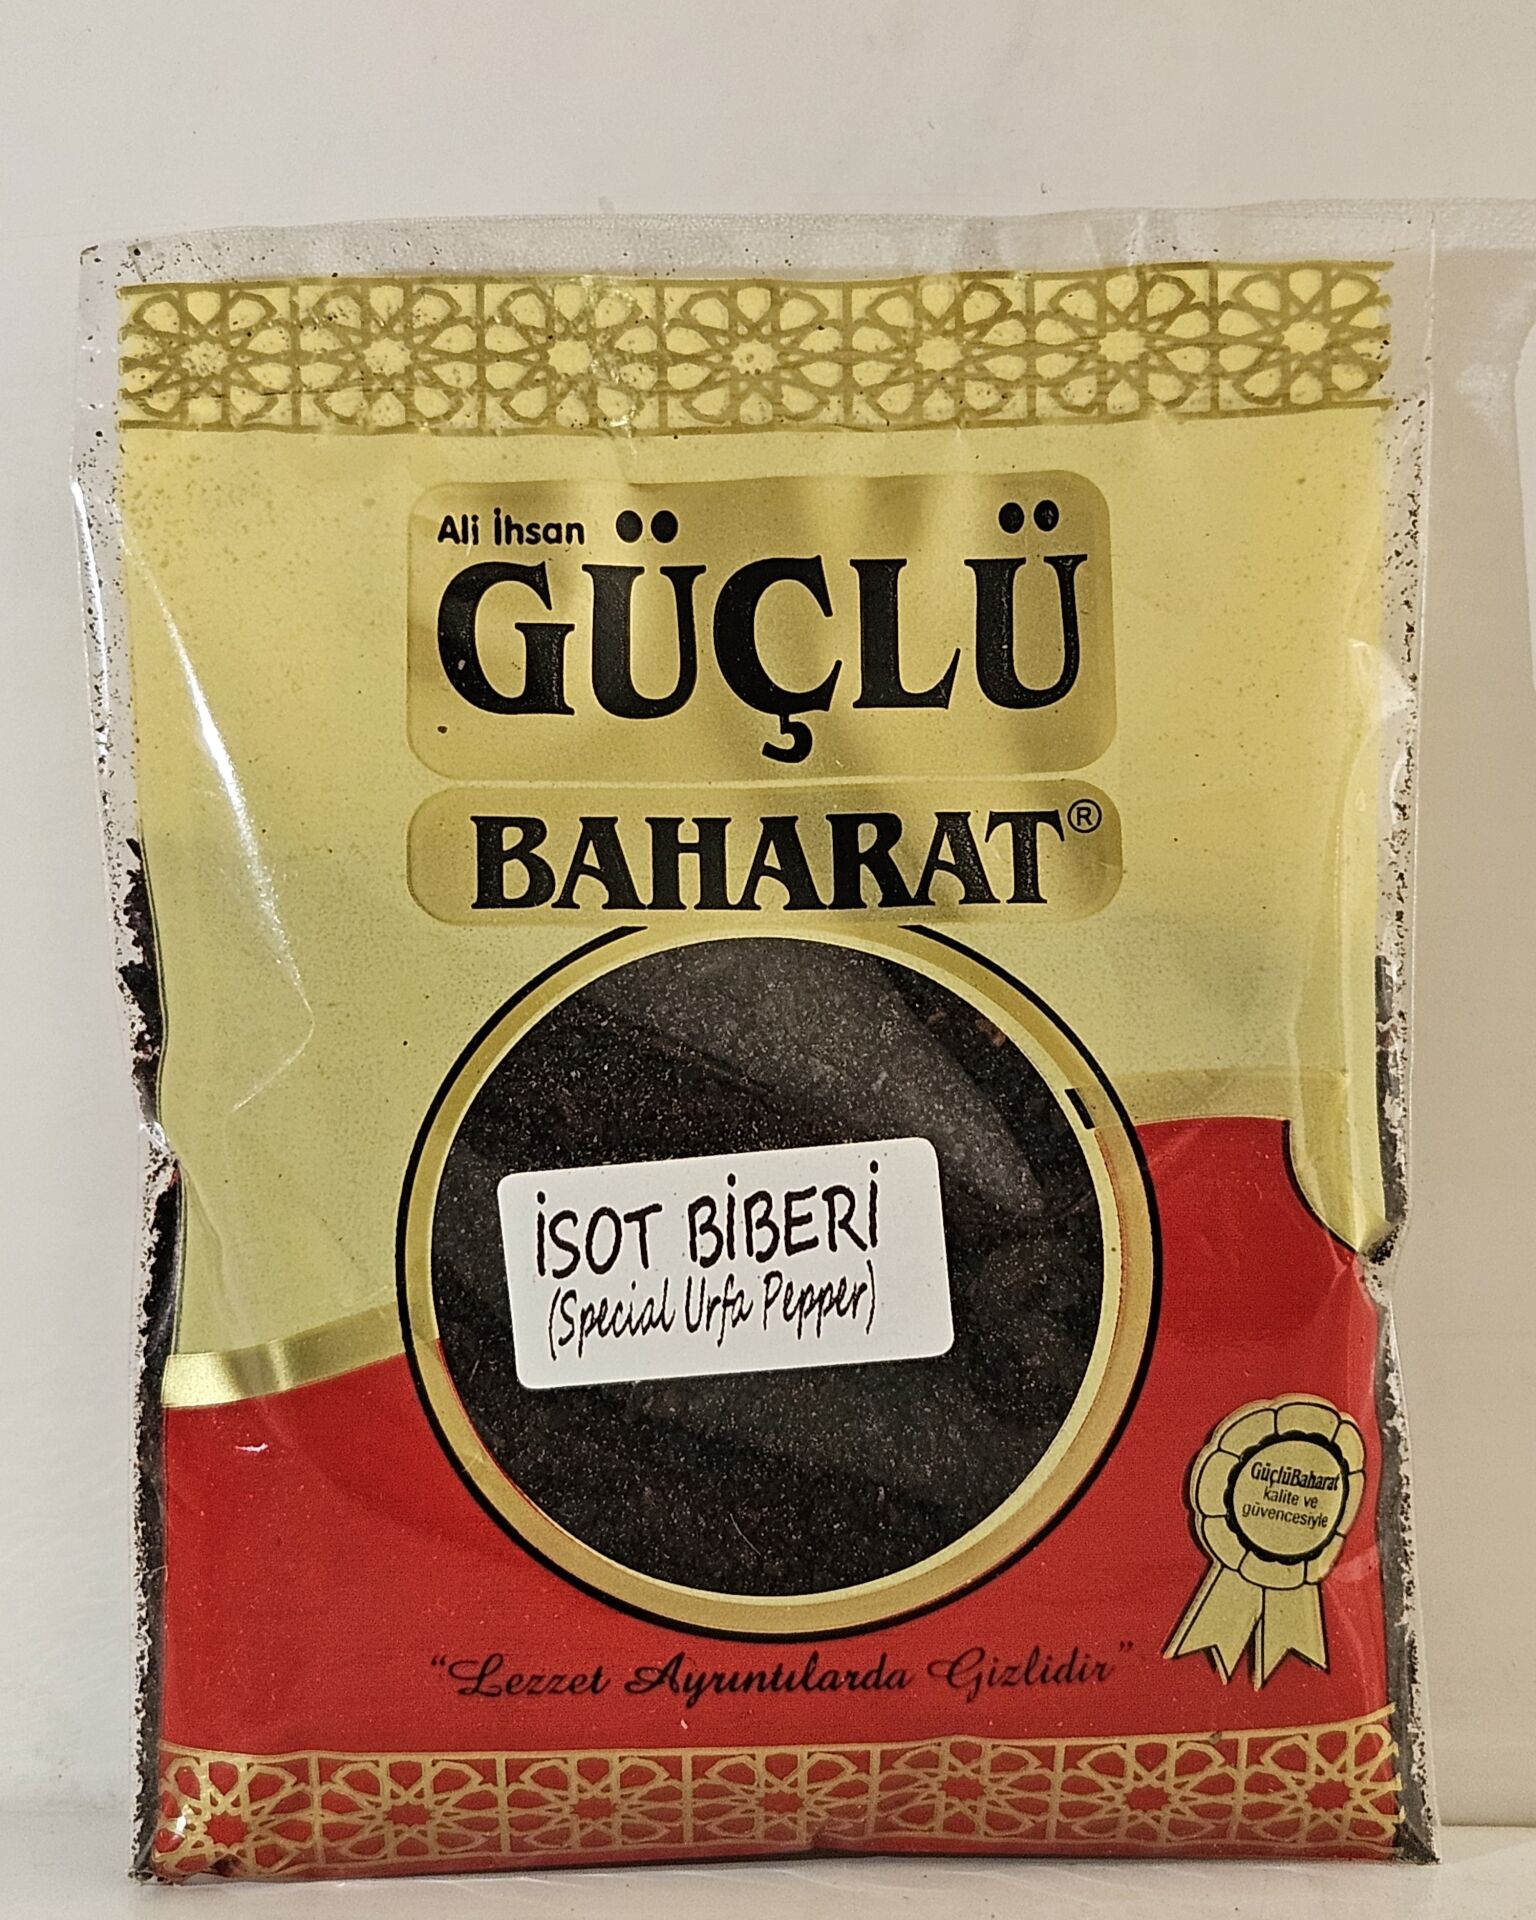 Ali İhsan
GÜÇLÜ
BAHARAT®
İSOT BİBERİ
(Special Urfa Pepper)
GüçlüBaharat
kalite ve
güvencesiyle
"Lezzet Ayrıntılarda Gizlidir"